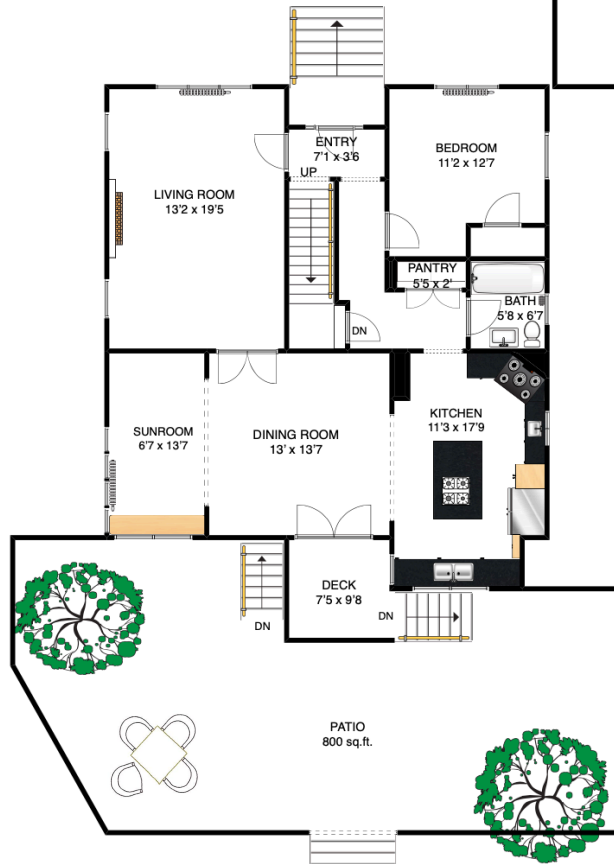 ENTRY
7'1 x 3'6
UP
BEDROOM
11'2 x 12'7
LIVING ROOM
13'2 x 19'5
PANTRY
5'5 x 2'
BATH
5'8 x 6'7
DN
KITCHEN
11'3 x 17'9
SUNROOM
6'7 x 13'7
DINING ROOM
13' x 13'7
DECK
7'5 x 9'8
DN
DN
PATIO
800 sq.ft.